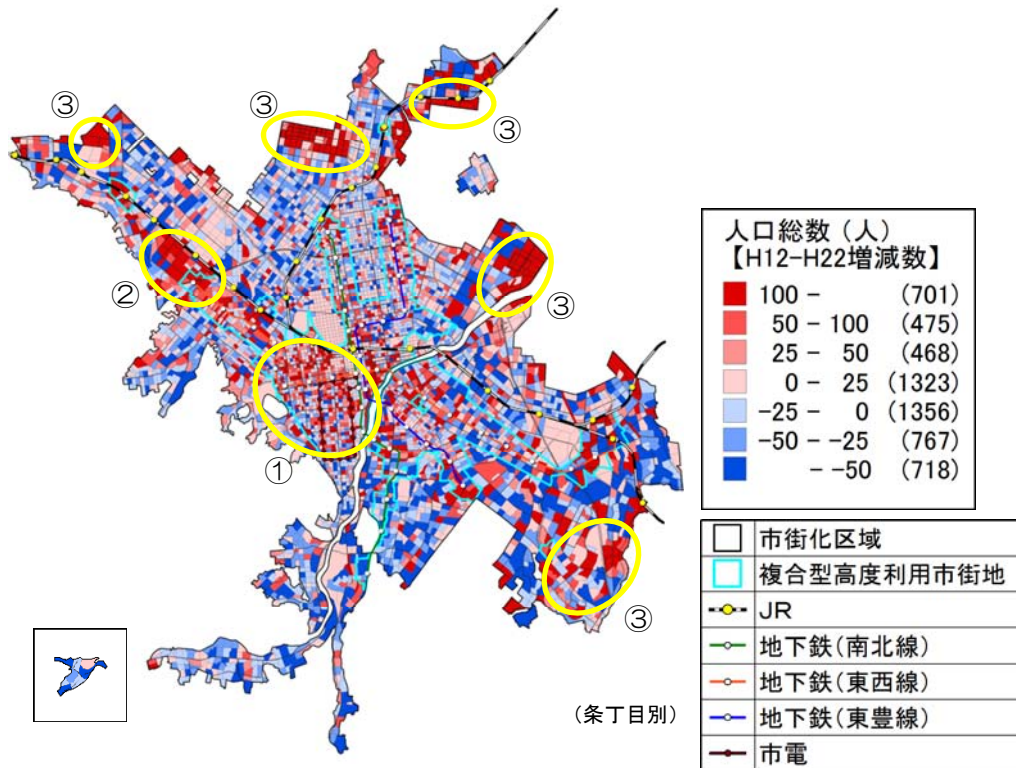 ③
③
③
②
③
①
③
(条丁目別)
人口総数(人)
【H12-H22増減数】
100 - (701)
50 - 100 (475)
25 - 50 (468)
0 - 25 (1323)
-25 - 0 (1356)
-50 - -25 (767)
- -50 (718)
市街化区域
複合型高度利用市街地
JR
地下鉄(南北線)
地下鉄(東西線)
地下鉄(東豊線)
市電